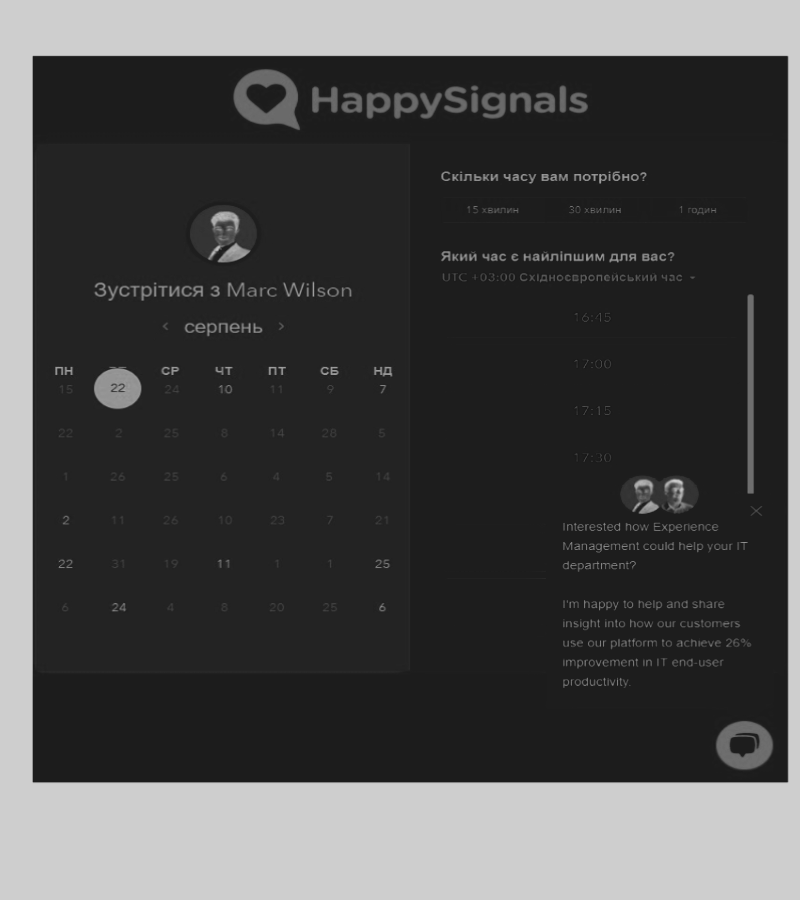 HappySignals
Зустрітися з Marc Wilson
серпень
ПН СР ЧТ ПТ СБ НД
15 22 24 10 11 9 7
22 2 25 8 14 28 5
1 26 25 6 4 5 14
2 11 26 10 23 7 21
22 31 19 11 1 1 25
6 24 4 8 20 25 6
Скільки часу вам потрібно?
15 хвилин 30 хвилин 1 годин
Який час є найліпшим для вас?
UTC +03:00 Східноєвропейський час
16:45
17:00
17:15
17:30
Interested how Experience
Management could help your IT
department?
I'm happy to help and share
insight into how our customers
use our platform to achieve 26%
improvement in IT end-user
productivity.